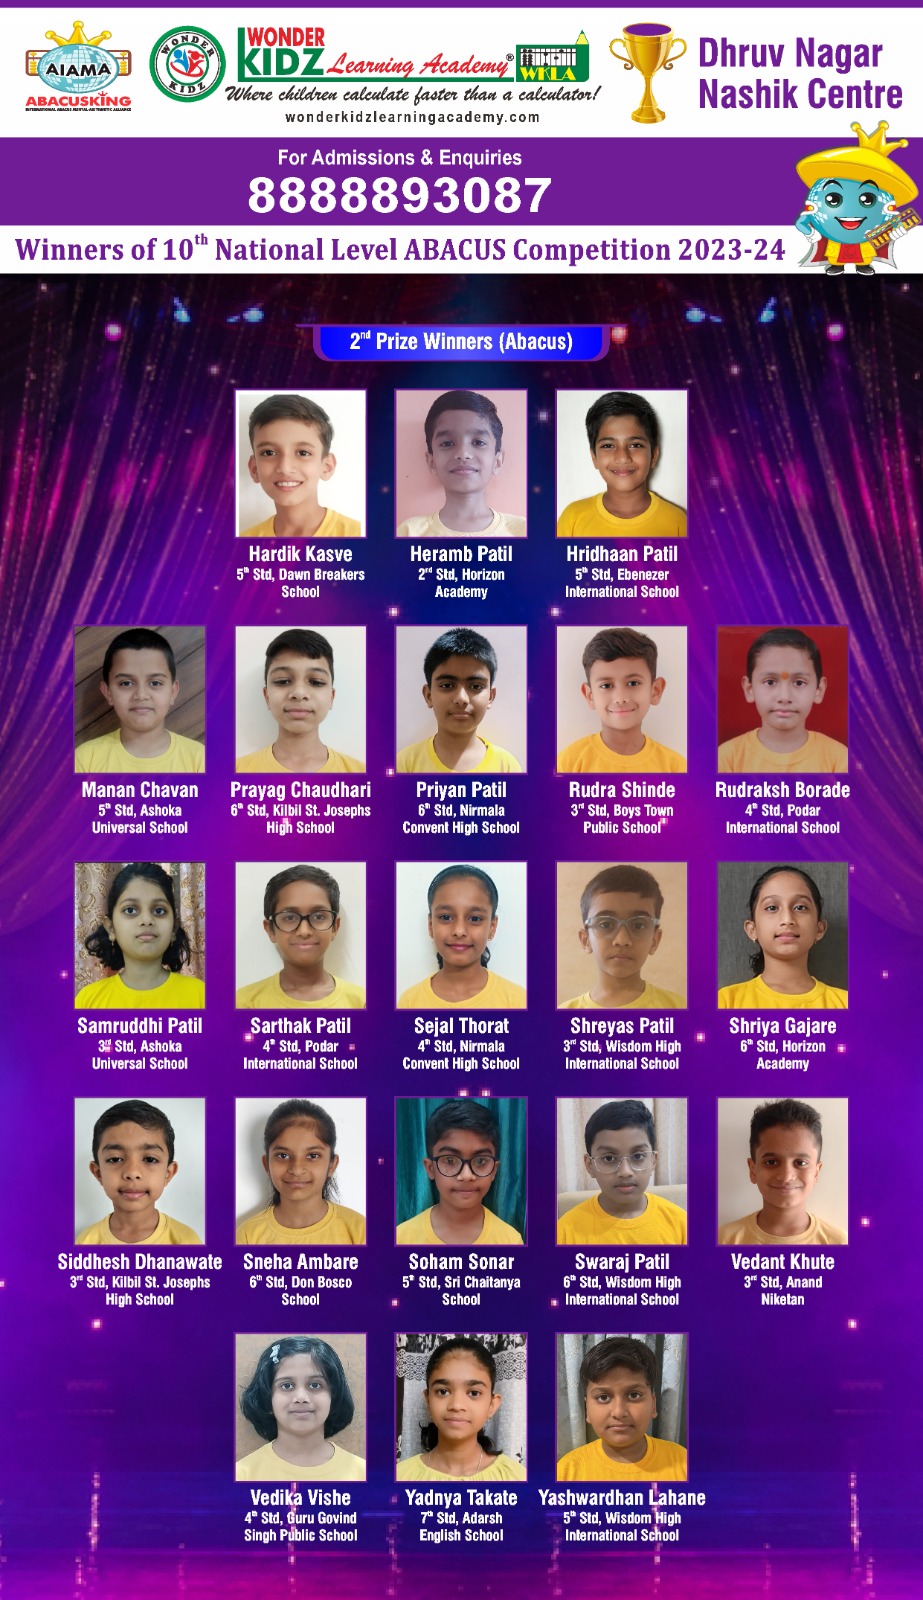 AIAMA
ABACUSKING
INTERNATIONAL ABACUS MENTAL-ARITHMETIC ALLIANCE
WONDER
KIDZ
WONDER
KIDZ Learning Academy®
WKLA
Where children calculate faster than a calculator!
wonderkidzlearningacademy.com
Dhruv Nagar
Nashik Centre
For Admissions & Enquiries
8888893087
Winners of 10th National Level ABACUS Competition 2023-24
2nd Prize Winners (Abacus)
Hardik Kasve
5th Std, Dawn Breakers
School
Heramb Patil
2rd Std, Horizon
Academy
Hridhaan Patil
5th Std, Ebenezer
International School
Manan Chavan
5th Std, Ashoka
Universal School
Prayag Chaudhari
6th Std, Kilbil St. Josephs
High School
Priyan Patil
6th Std, Nirmala
Convent High School
Rudra Shinde
3rd Std, Boys Town
Public School
Rudraksh Borade
4th Std, Podar
International School
Samruddhi Patil
3rd Std, Ashoka
Universal School
Sarthak Patil
4th Std, Podar
International School
Sejal Thorat
4th Std, Nirmala
Convent High School
Shreyas Patil
3rd Std, Wisdom High
International School
Shriya Gajare
6th Std, Horizon
Academy
Siddhesh Dhanawate
3rd Std, Kilbil St. Josephs
High School
Sneha Ambare
6th Std, Don Bosco
School
Soham Sonar
5th Std, Sri Chaitanya
School
Swaraj Patil
6th Std, Wisdom High
International School
Vedant Khute
3rd Std, Anand
Niketan
Vedika Vishe
4th Std, Guru Govind
Singh Public School
Yadnya Takate
7th Std, Adarsh
English School
Yashwardhan Lahane
5th Std, Wisdom High
International School